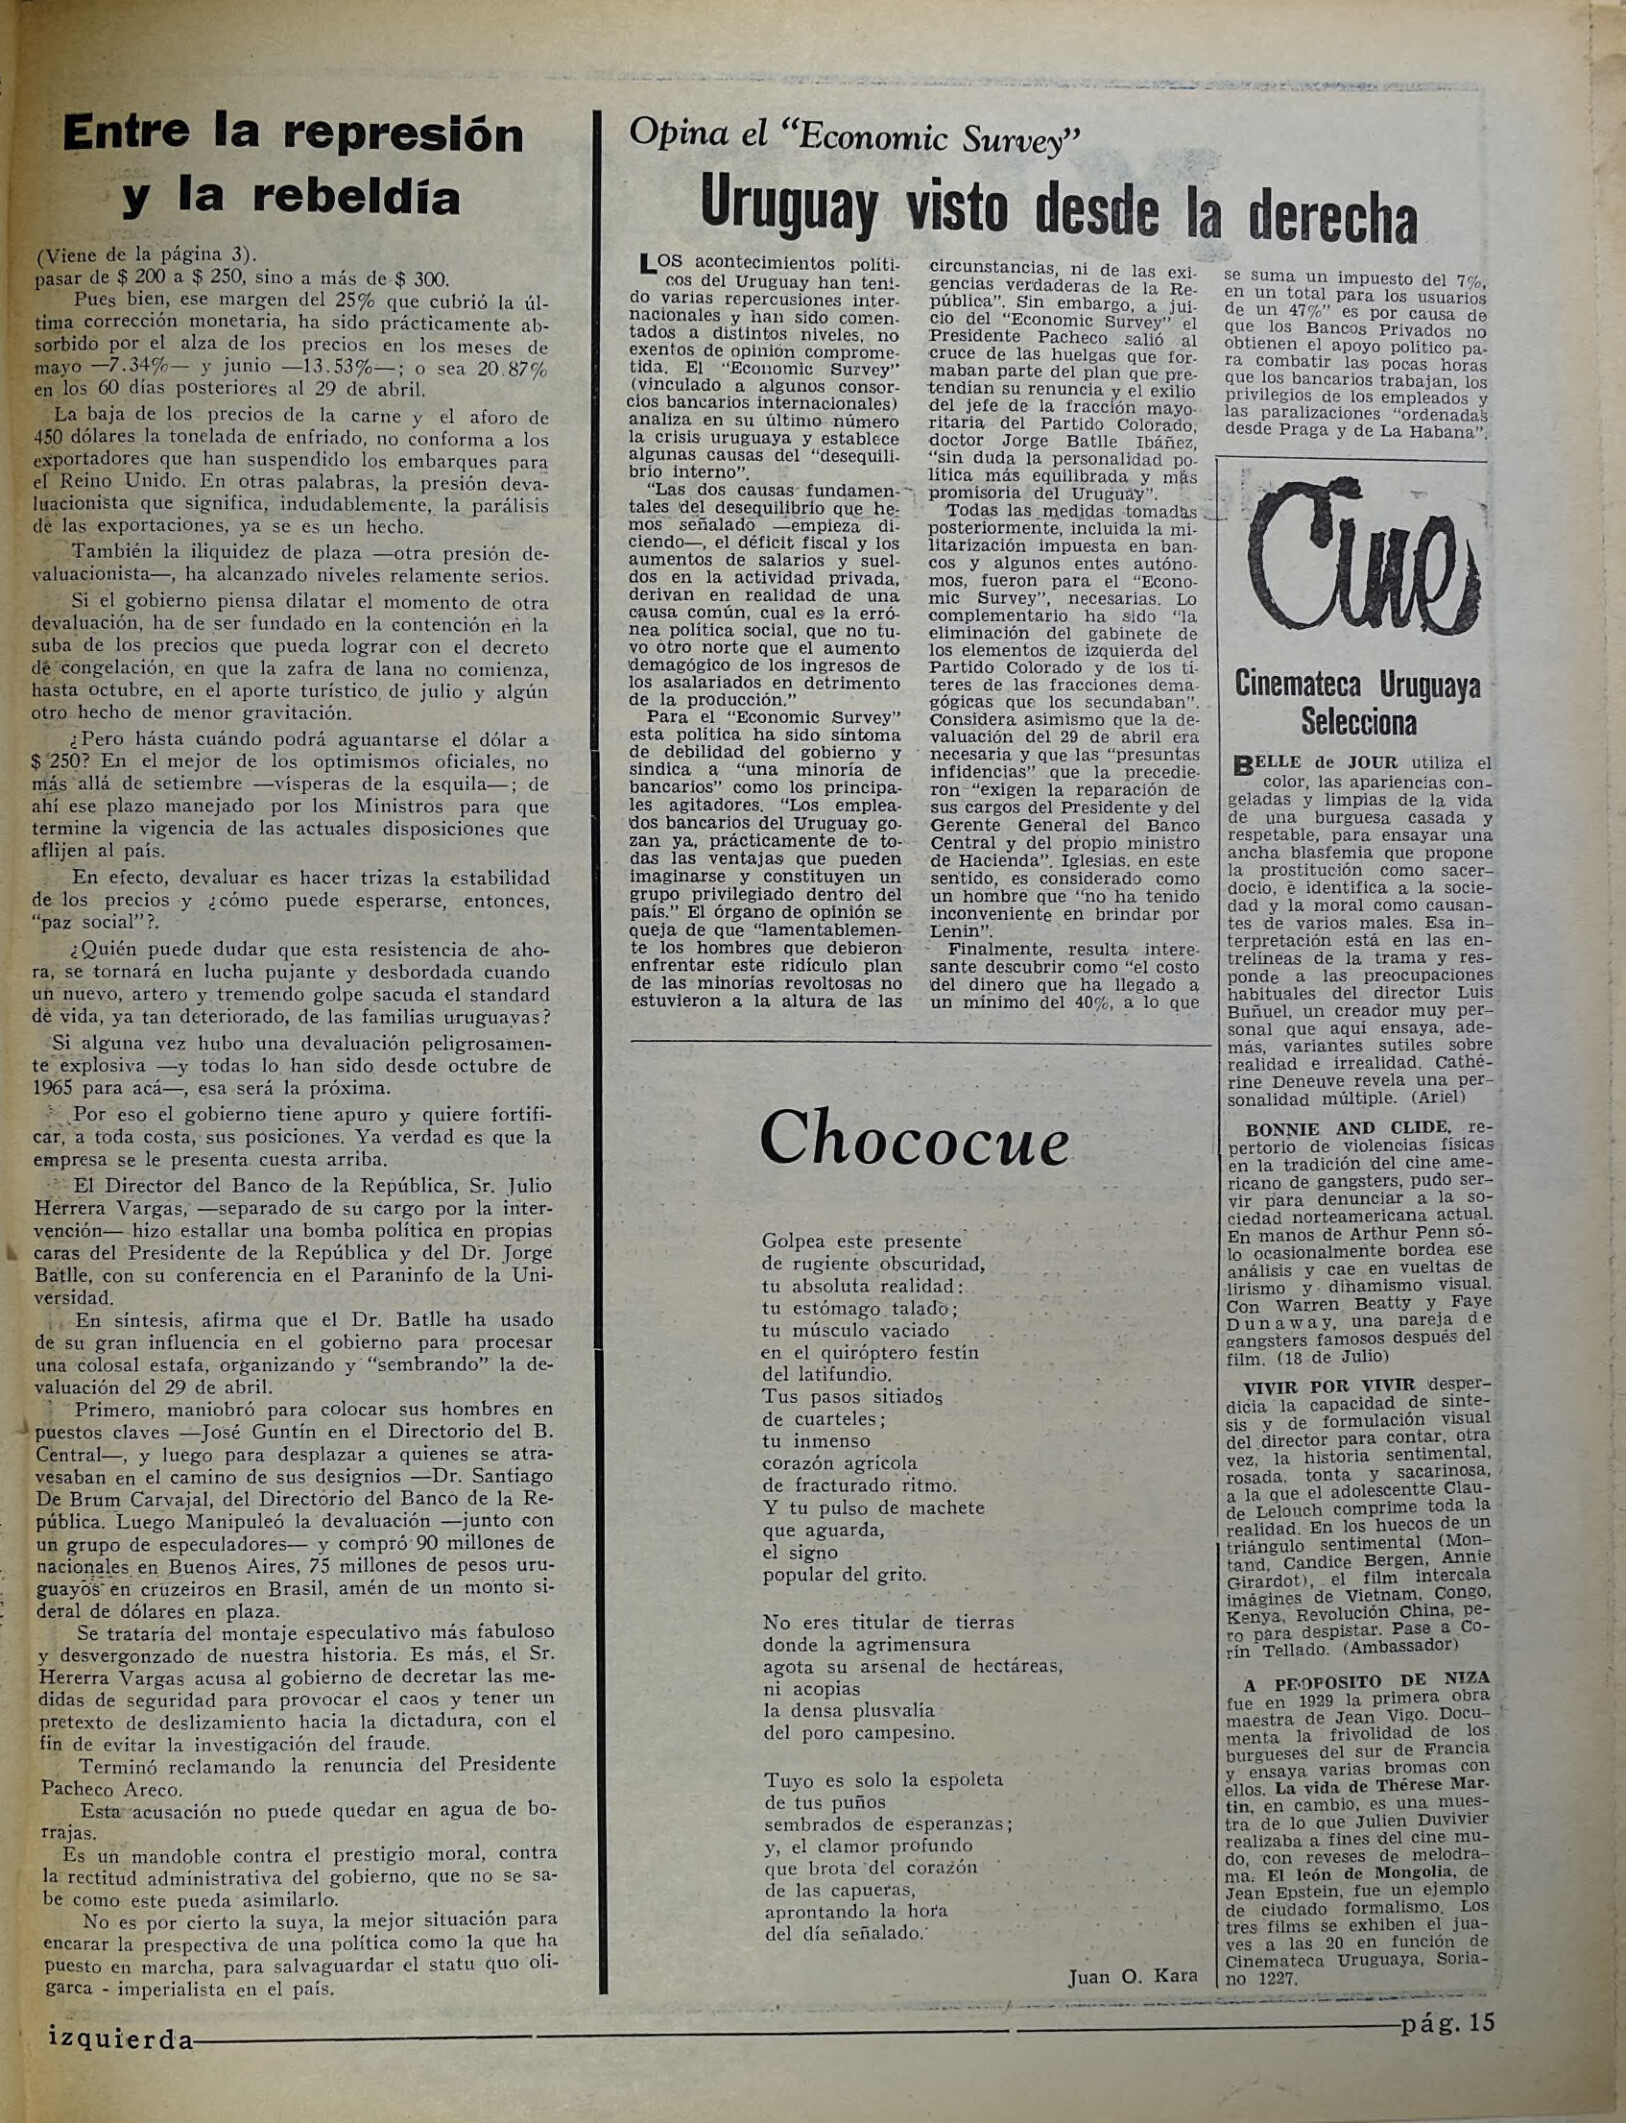 Entre la represión
y la rebeldía
(Viene de la página 3).
pasar de $ 200 a $ 250, sino a más de $ 300.
Pues bien, ese margen del 25% que cubrió la úl-
tima corrección monetaria, ha sido prácticamente ab-
sorbido por el alza de los precios en los meses de
mayo —7.34%— y junio —13.53%—; o sea 20.87%
en los 60 días posteriores al 29 de abril.
La baja de los precios de la carne y el aforo de
450 dólares la tonelada de enfriado, no conforma a los
exportadores que han suspendido los embarques para
el Reino Unido. En otras palabras, la presión deva-
luacionista que significa, indudablemente, la parálisis
de las exportaciones, ya se es un hecho.
También la iliquidez de plaza —otra presión de-
valuacionista—, ha alcanzado niveles relamente serios.
Si el gobierno piensa dilatar el momento de otra
devaluación, ha de ser fundado en la contención en la
suba de los precios que pueda lograr con el decreto
de congelación, en que la zafra de lana no comienza,
hasta octubre, en el aporte turístico de julio y algún
otro hecho de menor gravitación.
¿Pero hásta cuándo podrá aguantarse el dólar a
$ 250? En el mejor de los optimismos oficiales, no
más allá de setiembre —vísperas de la esquila—; de
ahí ese plazo manejado por los Ministros para que
termine la vigencia de las actuales disposiciones que
aflijen al país.
En efecto, devaluar es hacer trizas la estabilidad
de los precios y ¿cómo puede esperarse, entonces,
“paz social”?.
¿Quién puede dudar que esta resistencia de aho-
ra, se tornará en lucha pujante y desbordada cuando
un nuevo, artero y tremendo golpe sacuda el standard
de vida, ya tan deteriorado, de las familias uruguayas?
Si alguna vez hubo una devaluación peligrosamen-
te explosiva —y todas lo han sido desde octubre de
1965 para acá—, esa será la próxima.
Por eso el gobierno tiene apuro y quiere fortifi-
car, a toda costa, sus posiciones. Ya verdad es que la
empresa se le presenta cuesta arriba.
El Director del Banco de la República, Sr. Julio
Herrera Vargas, —separado de su cargo por la inter-
vención— hizo estallar una bomba política en propias
caras del Presidente de la República y del Dr. Jorge
Batlle, con su conferencia en el Paraninfo de la Uni-
versidad.
En síntesis, afirma que el Dr. Batlle ha usado
de su gran influencia en el gobierno para procesar
una colosal estafa, organizando y “sembrando” la de-
valuación del 29 de abril.
Primero, maniobró para colocar sus hombres en
puestos claves —José Guntín en el Directorio del B.
Central—, y luego para desplazar a quienes se atra-
vesaban en el camino de sus designios —Dr. Santiago
De Brum Carvajal, del Directorio del Banco de la Re-
pública. Luego Manipuleó la devaluación —junto con
un grupo de especuladores— y compró 90 millones de
nacionales en Buenos Aires, 75 millones de pesos uru-
guayos en cruzeiros en Brasil, amén de un monto si-
deral de dólares en plaza.
Se trataría del montaje especulativo más fabuloso
y desvergonzado de nuestra historia. Es más, el Sr.
Hererra Vargas acusa al gobierno de decretar las me-
didas de seguridad para provocar el caos y tener un
pretexto de deslizamiento hacia la dictadura, con el
fin de evitar la investigación del fraude.
Terminó reclamando la renuncia del Presidente
Pacheco Areco.
Esta acusación no puede quedar en agua de bo-
rrajas.
Es un mandoble contra el prestigio moral, contra
la rectitud administrativa del gobierno, que no se sa-
be como este pueda asimilarlo.
No es por cierto la suya, la mejor situación para
encarar la prespectiva de una política como la que ha
puesto en marcha, para salvaguardar el statu quo oli-
garca - imperialista en el país.
Opina el “Economic Survey”
Uruguay visto desde la derecha
LOS acontecimientos políti-
cos del Uruguay han teni-
do varias repercusiones inter-
nacionales y han sido comen-
tados a distintos niveles, no
exentos de opinión comprome-
tida. El “Economic Survey”
(vinculado a algunos consor-
cios bancarios internacionales)
analiza en su último número
la crisis uruguaya y establece
algunas causas del “desequili-
brio interno”.
“Las dos causas fundamen-
tales del desequilibrio que he-
mos señalado —empieza di-
ciendo—, el déficit fiscal y los
aumentos de salarios y suel-
dos en la actividad privada,
derivan en realidad de una
causa común, cual es la erró-
nea política social, que no tu-
vo otro norte que el aumento
demagógico de los ingresos de
los asalariados en detrimento
de la producción.”
Para el “Economic Survey”
esta política ha sido síntoma
de debilidad del gobierno y
sindica a “una minoría de
bancarios” como los principa-
les agitadores. “Los emplea-
dos bancarios del Uruguay go-
zan ya, prácticamente de to-
das las ventajas que pueden
imaginarse y constituyen un
grupo privilegiado dentro del
país.” El órgano de opinión se
queja de que “lamentablemen-
te los hombres que debieron
enfrentar este ridículo plan
de las minorías revoltosas no
estuvieron a la altura de las
circunstancias, ni de las exi-
gencias verdaderas de la Re-
pública”. Sin embargo, a jui-
cio del “Economic Survey” el
Presidente Pacheco salió al
cruce de las huelgas que for-
maban parte del plan que pre-
tendían su renuncia y el exilio
del jefe de la fracción mayo-
ritaria del Partido Colorado,
doctor Jorge Batlle Ibáñez,
“sin duda la personalidad po-
lítica más equilibrada y más
promisoria del Uruguay”.
Todas las medidas tomadas
posteriormente, incluida la mi-
litarización impuesta en ban-
cos y algunos entes autóno-
mos, fueron para el “Econo-
mic Survey”, necesarias. Lo
complementario ha sido “la
eliminación del gabinete de
los elementos de izquierda del
Partido Colorado y de los tí-
teres de las fracciones dema-
gógicas que los secundaban”.
Considera asimismo que la de-
valuación del 29 de abril era
necesaria y que las “presuntas
infidencias” que la precedie-
ron “exigen la reparación de
sus cargos del Presidente y del
Gerente General del Banco
Central y del propio ministro
de Hacienda”. Iglesias, en este
sentido, es considerado como
un hombre que “no ha tenido
inconveniente en brindar por
Lenin”.
Finalmente, resulta intere-
sante descubrir como “el costo
del dinero que ha llegado a
un mínimo del 40%, a lo que
se suma un impuesto del 7%,
en un total para los usuarios
de un 47%” es por causa de
que los Bancos Privados no
obtienen el apoyo político pa-
ra combatir las pocas horas
que los bancarios trabajan, los
privilegios de los empleados y
las paralizaciones “ordenadas
desde Praga y de La Habana”.
Chococue
Golpea este presente
de rugiente obscuridad,
tu absoluta realidad:
tu estómago talado;
tu músculo vaciado
en el quiróptero festín
del latifundio.
Tus pasos sitiados
de cuarteles;
tu inmenso
corazón agrícola
de fracturado ritmo.
Y tu pulso de machete
que aguarda,
el signo
popular del grito.
No eres titular de tierras
donde la agrimensura
agota su arsenal de hectáreas,
ni acopias
la densa plusvalía
del poro campesino.
Tuyo es solo la espoleta
de tus puños
sembrados de esperanzas;
y, el clamor profundo
que brota del corazón
de las capueras,
aprontando la hora
del día señalado.
Juan O. Kara
Cine
Cinemateca Uruguaya
Selecciona
BELLE de JOUR utiliza el
color, las apariencias con-
geladas y limpias de la vida
de una burguesa casada y
respetable, para ensayar una
ancha blasfemia que propone
la prostitución como sacer-
docio, e identifica a la socie-
dad y la moral como causan-
tes de varios males. Esa in-
terpretación está en las en-
trelíneas de la trama y res-
ponde a las preocupaciones
habituales del director Luis
Buñuel, un creador muy per-
sonal que aquí ensaya, ade-
más, variantes sutiles sobre
realidad e irrealidad. Cathé-
rine Deneuve revela una per-
sonalidad múltiple. (Ariel)
BONNIE AND CLIDE, re-
pertorio de violencias físicas
en la tradición del cine ame-
ricano de gangsters, pudo ser-
vir para denunciar a la so-
ciedad norteamericana actual.
En manos de Arthur Penn só-
lo ocasionalmente bordea ese
análisis y cae en vueltas de
lirismo y dinamismo visual.
Con Warren Beatty y Faye
Dunaway, una pareja de
gangsters famosos después del
film. (18 de Julio)
VIVIR POR VIVIR desper-
dicia la capacidad de sínte-
sis y de formulación visual
del director para contar, otra
vez, la historia sentimental,
rosada, tonta y sacarinosa,
a la que el adolescentte Clau-
de Lelouch comprime toda la
realidad. En los huecos de un
triángulo sentimental (Mon-
tand, Candice Bergen, Annie
Girardot), el film intercala
imágines de Vietnam, Congo,
Kenya, Revolución China, pe-
ro para despistar. Pase a Co-
rín Tellado. (Ambassador)
A PROPOSITO DE NIZA
fue en 1929 la primera obra
maestra de Jean Vigo. Docu-
menta la frivolidad de los
burgueses del sur de Francia
y ensaya varias bromas con
ellos. La vida de Thérese Mar-
tin, en cambio, es una mues-
tra de lo que Julien Duvivier
realizaba a fines del cine mu-
do, con reveses de melodra-
ma. El león de Mongolia, de
Jean Epstein, fue un ejemplo
de ciudado formalismo. Los
tres films se exhiben el jua-
ves a las 20 en función de
Cinemateca Uruguaya, Soria-
no 1227.
izquierda
pág. 15